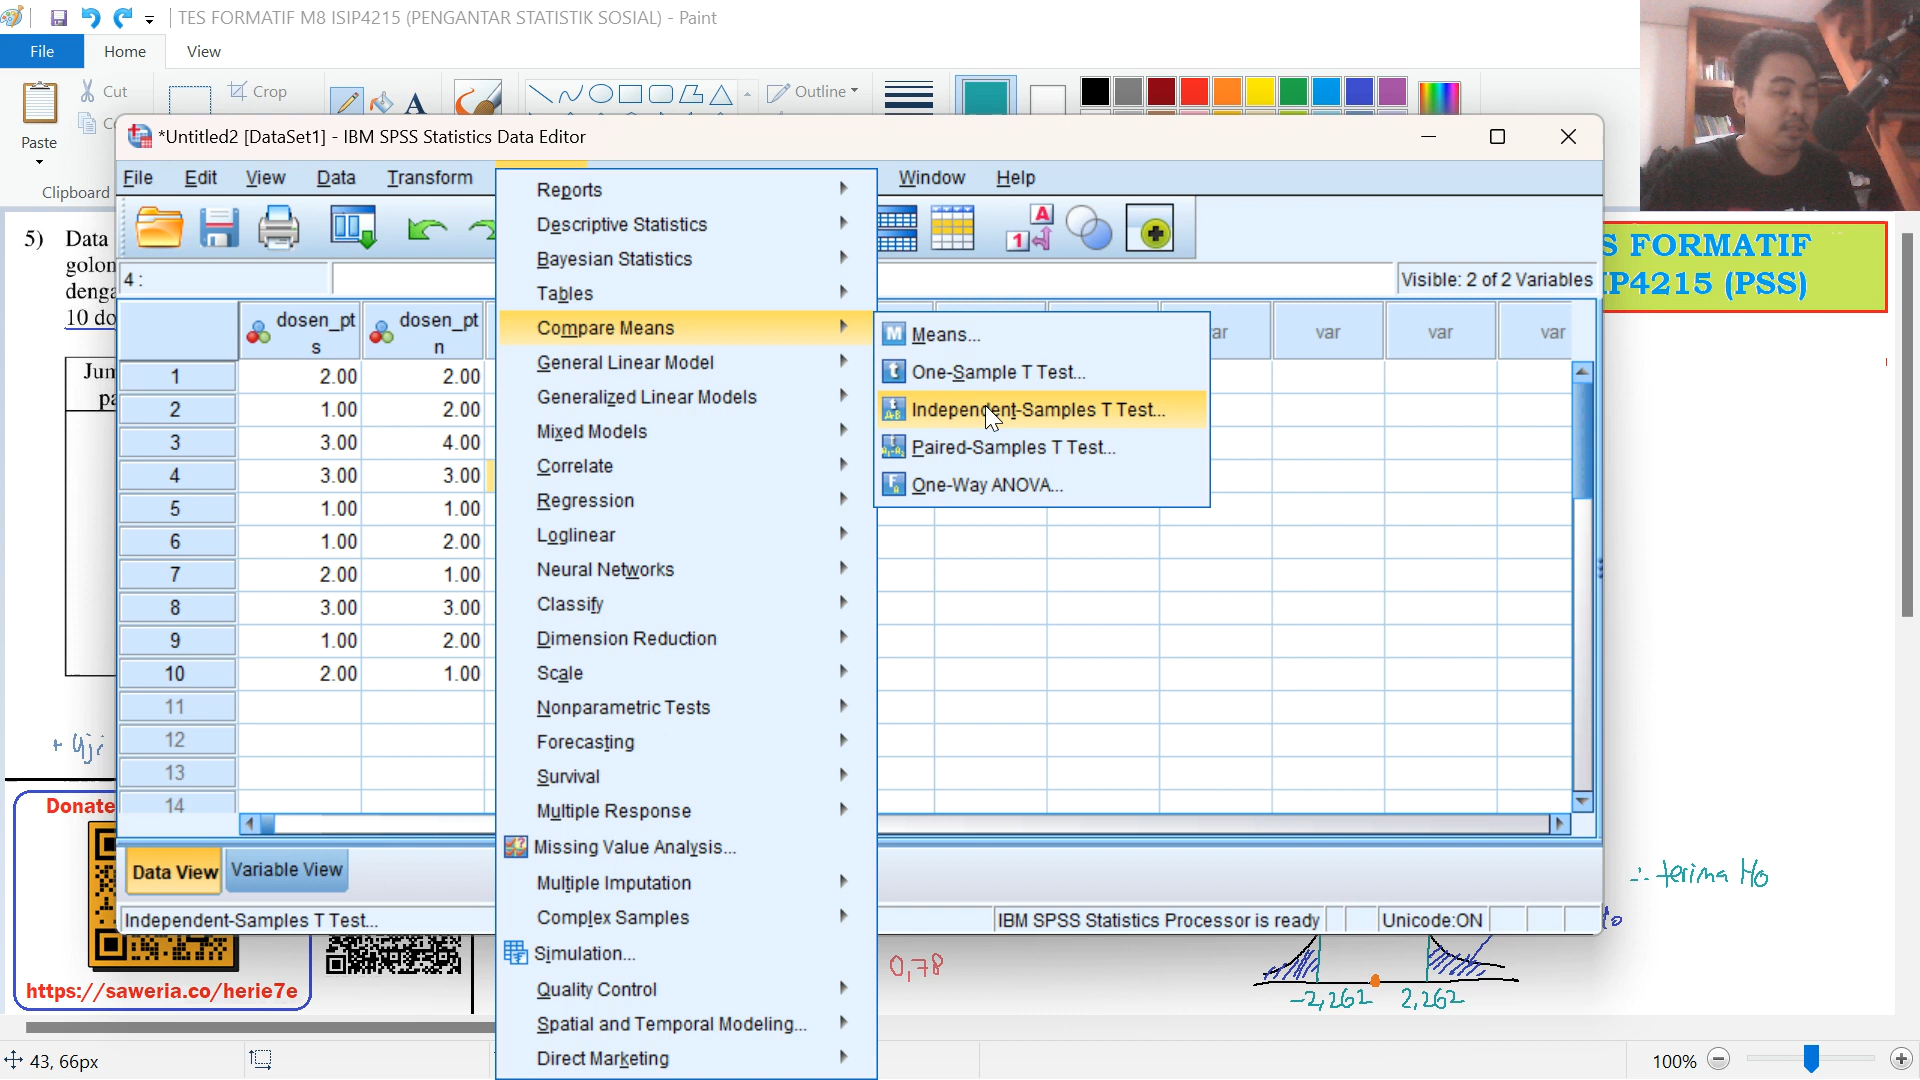 TES FORMATIF M8 ISIP4215 (PENGANTAR STATISTIK SOSIAL) - Paint
File Home View
Cut
Crop
Outline
Paste
Clipboard
*Untitled2 [DataSet1] - IBM SPSS Statistics Data Editor
File Edit View Data Transform Window Help
4 :
Visible: 2 of 2 Variables
dosen_pt
s
dosen_pt
n
var
var
var
1 2.00 2.00
2 1.00 2.00
3 3.00 4.00
4 3.00 3.00
5 1.00 1.00
6 1.00 2.00
7 2.00 1.00
8 3.00 3.00
9 1.00 2.00
10 2.00 1.00
11
12
13
14
Reports
Descriptive Statistics
Bayesian Statistics
Tables
Compare Means
General Linear Model
Generalized Linear Models
Mixed Models
Correlate
Regression
Loglinear
Neural Networks
Classify
Dimension Reduction
Scale
Nonparametric Tests
Forecasting
Survival
Multiple Response
Missing Value Analysis...
Multiple Imputation
Complex Samples
Simulation...
Quality Control
Spatial and Temporal Modeling...
Direct Marketing
Means...
One-Sample T Test...
Independent-Samples T Test...
Paired-Samples T Test...
One-Way ANOVA...
Data View Variable View
Independent-Samples T Test...
IBM SPSS Statistics Processor is ready
Unicode:ON
5) Data
golon
denga
10 do
Jum
pa
+ Uji
Donate
https://saweria.co/herie7e
S FORMATIF
IP4215 (PSS)
∴ terima Ho
0,78
-2,262 2,262
43, 66px
100%